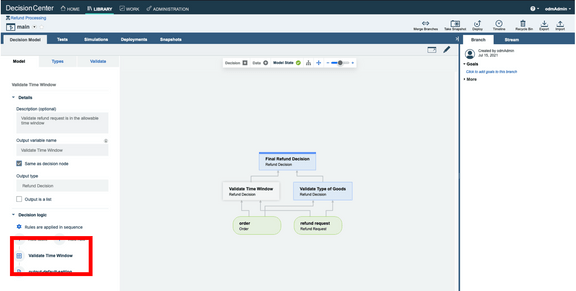 Decision Center
HOME
LIBRARY
WORK
ADMINISTRATION
odmAdmin
Refund Processing
main
Merge Branches
Take Snapshot
Deploy
Timeline
Recycle Bin
Export
Import
Decision Model
Tests
Simulations
Deployments
Snapshots
Branch
Stream
Model
Types
Validate
Decision
Data
Model State
Created by odmAdmin
Jul 15, 2021
Goals
Click to add goals in this branch
More
Validate Time Window
Details
Description (optional)
Validate refund request is in the allowable
time window
Output variable name
Validate Time Window
Same as decision node
Output type
Refund Decision
Output is a list
Decision logic
Rules are applied in sequence
Validate Time Window
Final Refund Decision
Refund Decision
Validate Time Window
Refund Decision
Validate Type of Goods
Refund Decision
order
Order
refund request
Refund Request